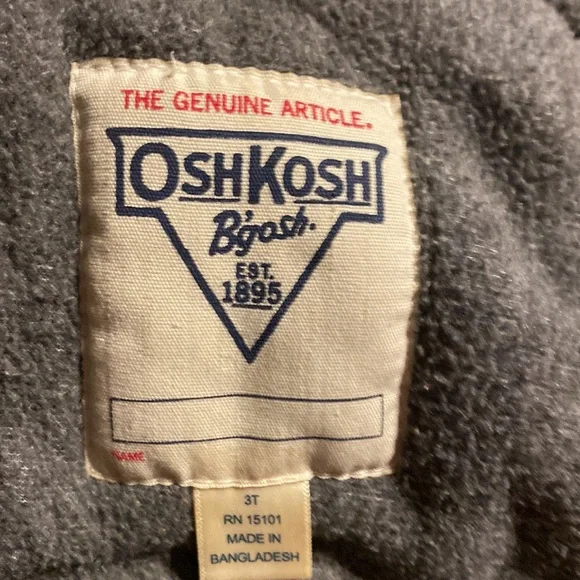 THE GENUINE ARTICLE.
OSHKOSH
B'gosh.
EST.
1895
NAME
3T
RN 15101
MADE IN
BANGLADESH